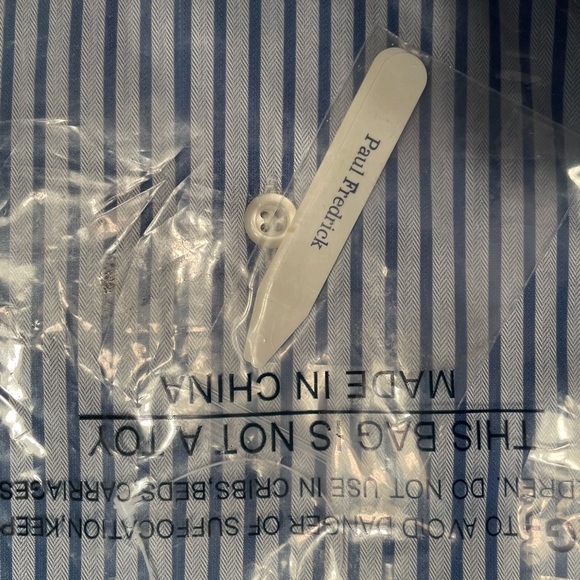 Paul Fredrick
G: TO AVOID DANGER OF SUFFOCATION,KEEP
DREN. DO NOT USE IN CRIBS,BEDS CARRIAGES
THIS BAG IS NOT A TOY
MADE IN CHINA